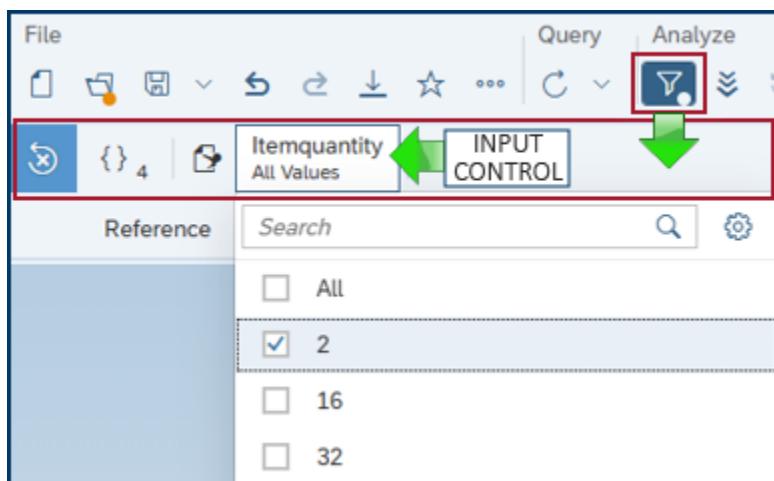 File
Query
Analyze
{} 4
Itemquantity
All Values
INPUT
CONTROL
Reference
Search
All
2
16
32